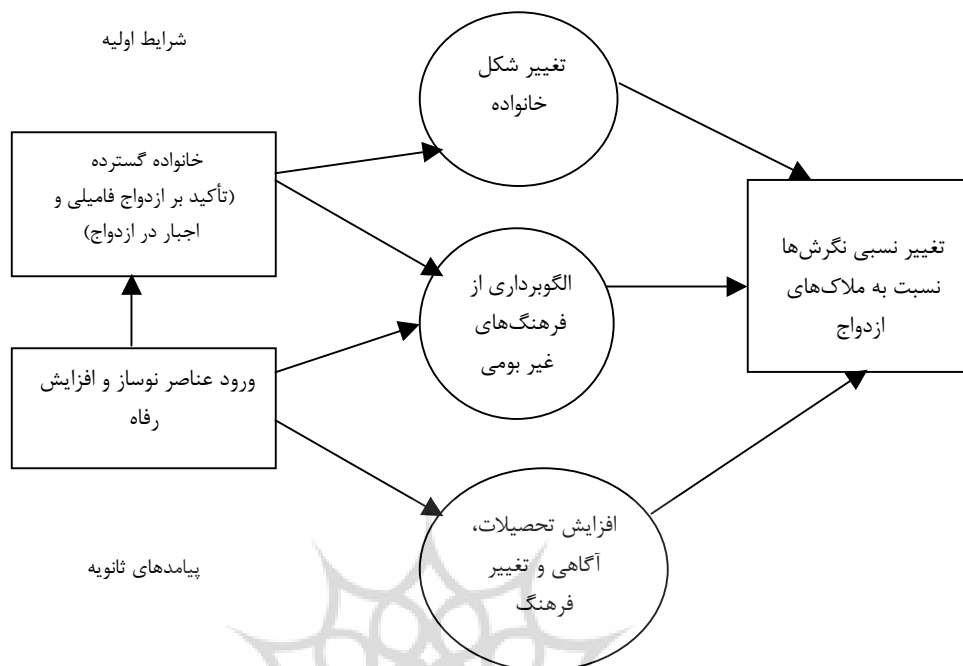 شرایط اولیه
تغییر شکل
خانواده
خانواده گسترده
(تأکید بر ازدواج فامیلی و
اجبار در ازدواج)
تغییر نسبی نگرش‌ها
نسبت به ملاک‌های
ازدواج
الگوبرداری از
فرهنگ‌های
غیر بومی
ورود عناصر نوساز و افزایش
رفاه
افزایش تحصیلات،
آگاهی و تغییر
فرهنگ
پیامدهای ثانویه